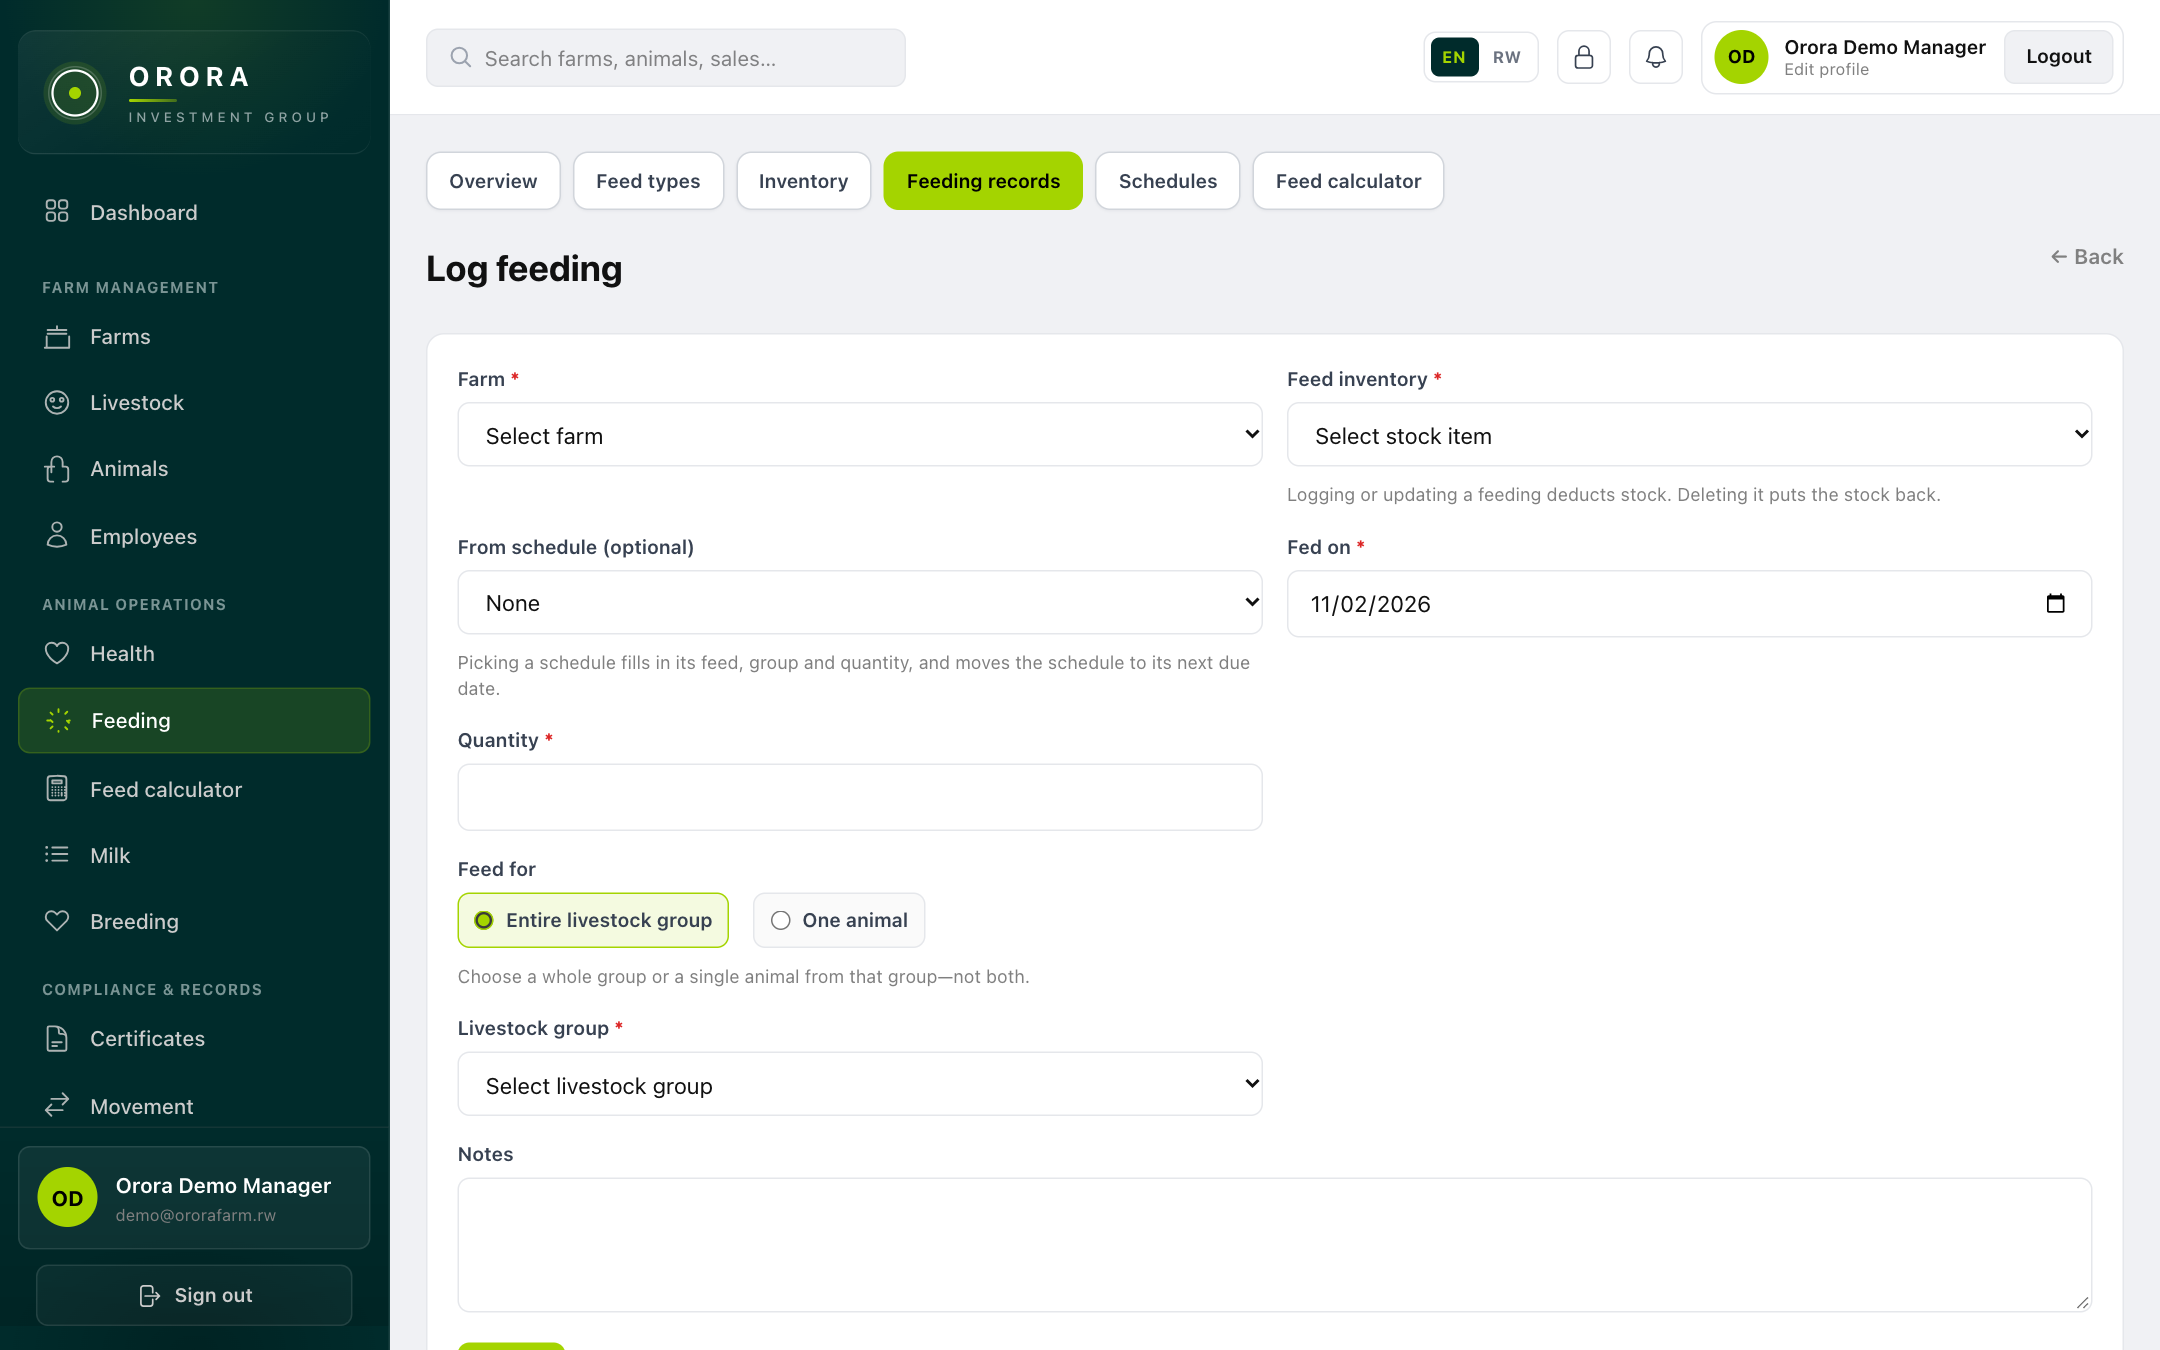 ORORA
INVESTMENT GROUP
Dashboard
FARM MANAGEMENT
Farms
Livestock
Animals
Employees
ANIMAL OPERATIONS
Health
Feeding
Feed calculator
Milk
Breeding
COMPLIANCE & RECORDS
Certificates
Movement
OD
Orora Demo Manager
demo@ororafarm.rw
Sign out
Search farms, animals, sales...
EN RW
OD
Orora Demo Manager
Edit profile
Logout
Overview Feed types Inventory Feeding records Schedules Feed calculator
Log feeding
← Back
Farm *
Select farm
Feed inventory *
Select stock item
Logging or updating a feeding deducts stock. Deleting it puts the stock back.
From schedule (optional)
None
Picking a schedule fills in its feed, group and quantity, and moves the schedule to its next due
date.
Fed on *
11/02/2026
Quantity *
Feed for
Entire livestock group One animal
Choose a whole group or a single animal from that group—not both.
Livestock group *
Select livestock group
Notes